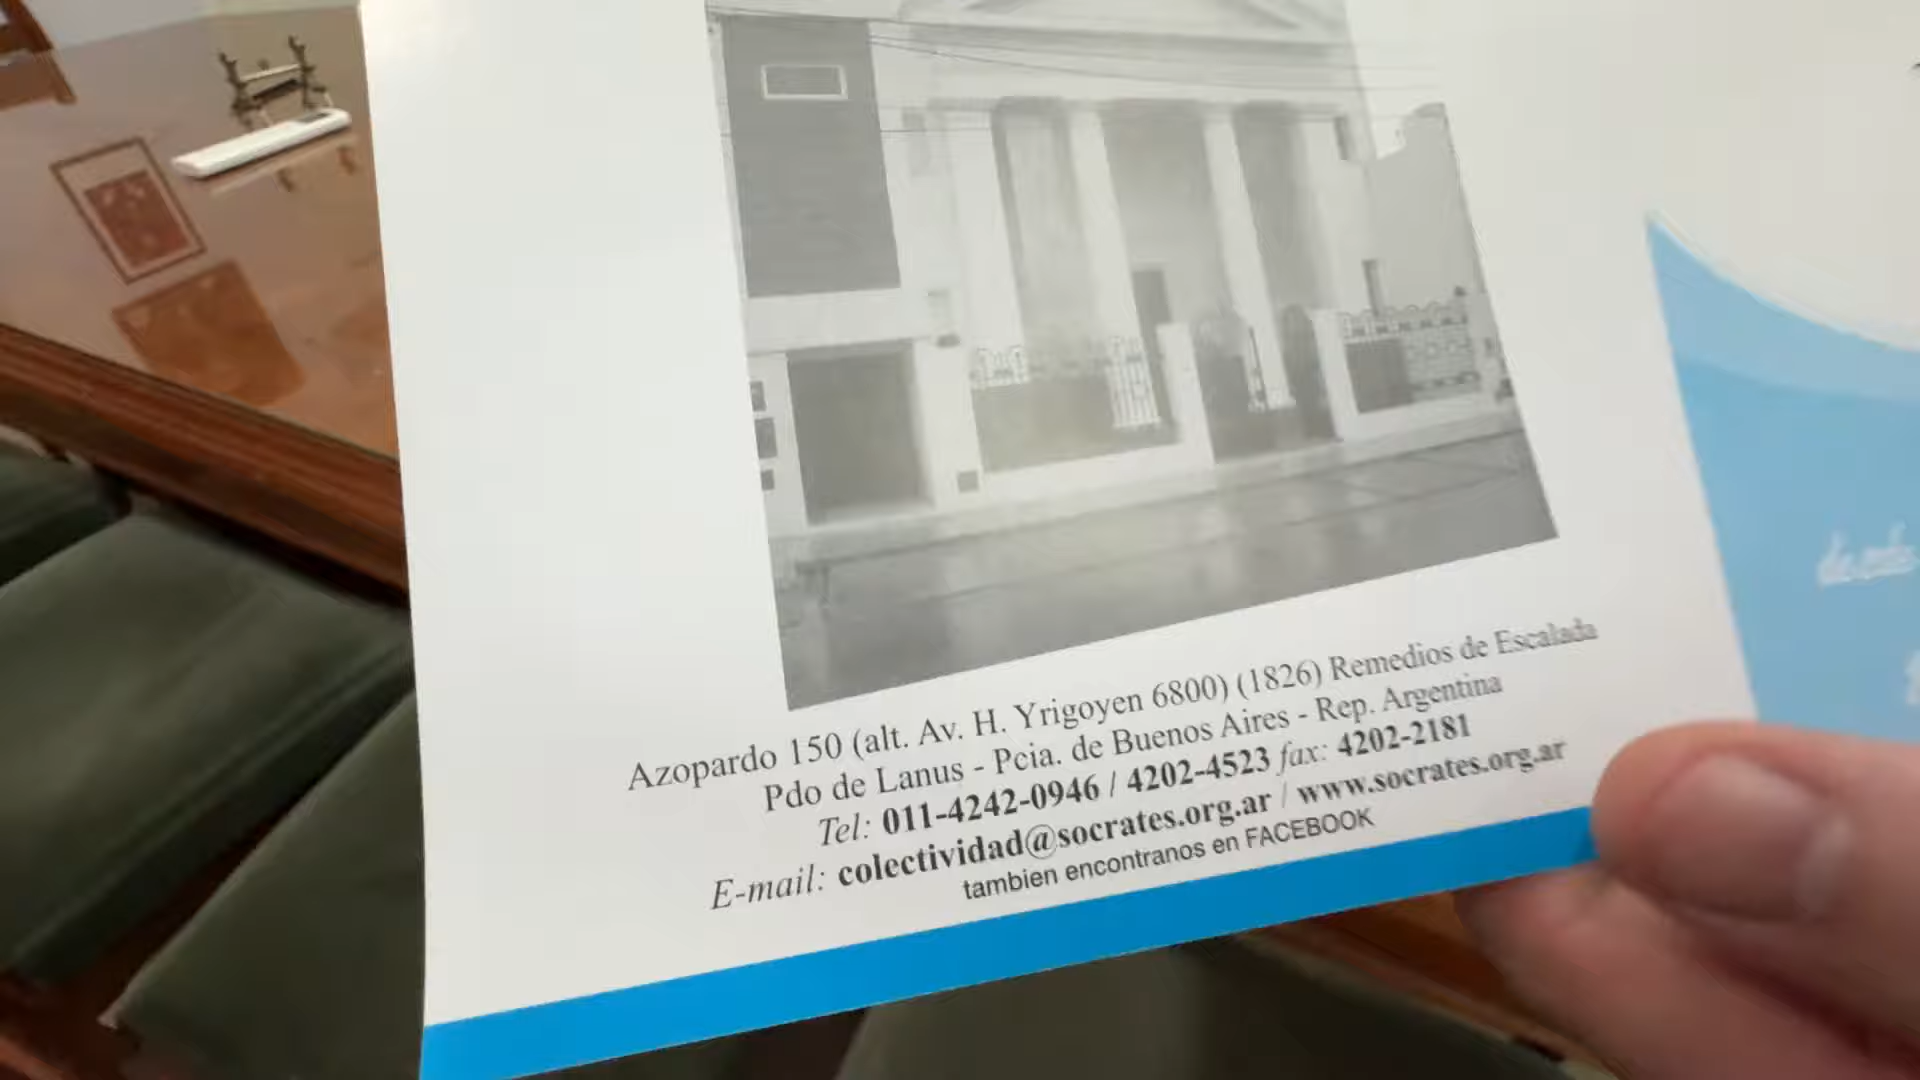 Azopardo 150 (alt. Av. H. Yrigoyen 6800) (1826) Remedios de Escalada
Pdo de Lanus - Pcia. de Buenos Aires - Rep. Argentina
Tel: 011-4242-0946 / 4202-4523 fax: 4202-2181
E-mail: colectividad@socrates.org.ar / www.socrates.org.ar
tambien encontranos en FACEBOOK